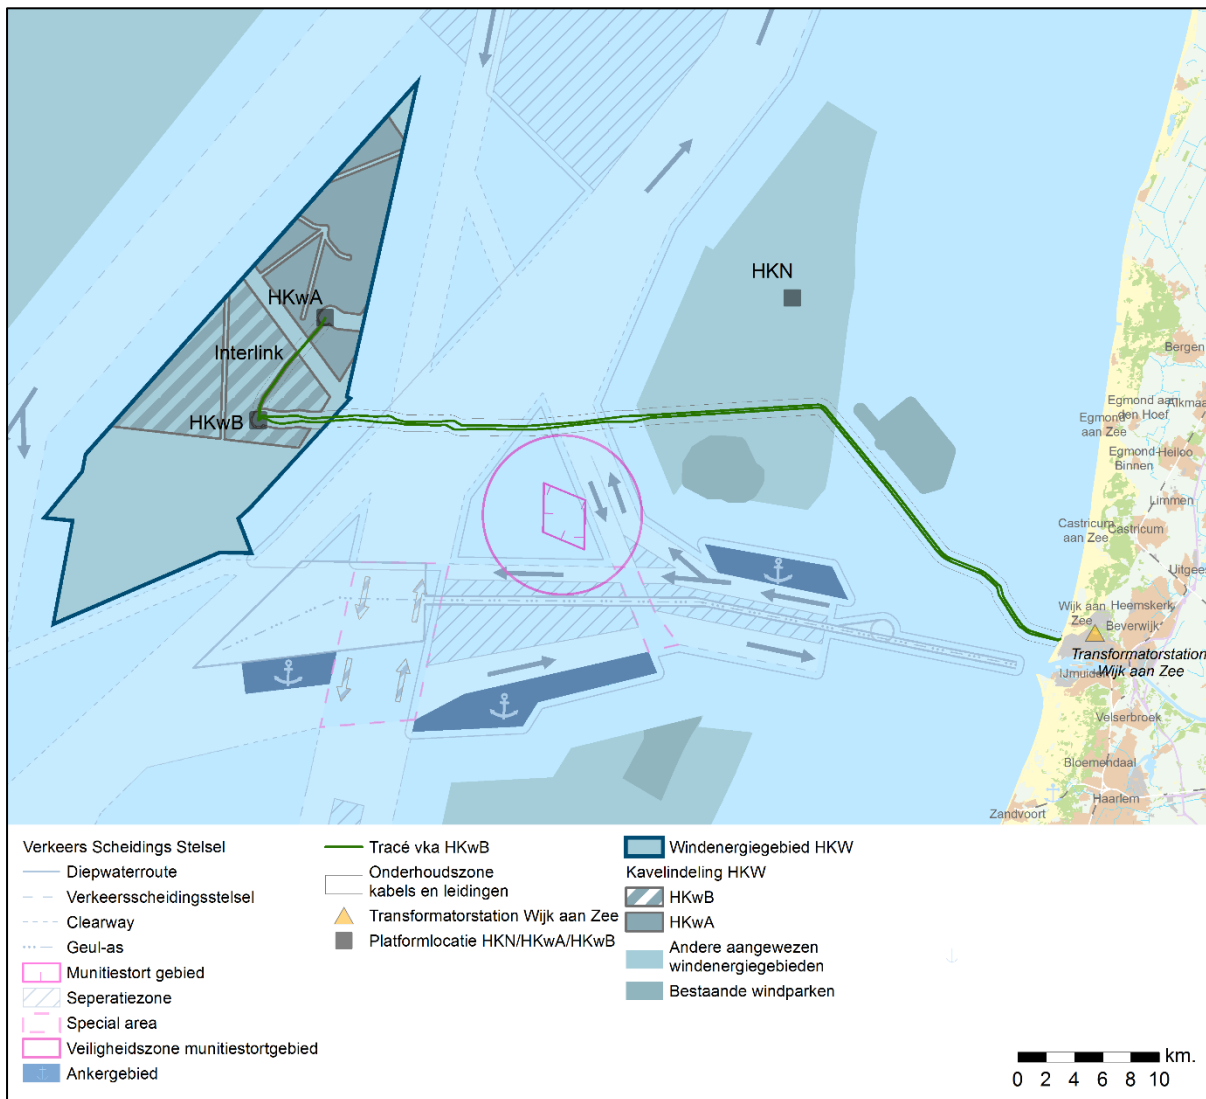 HKN
HKwA
Interlink
HKwB
Bergen
Egmond aan
den Hoef
Egmond
aan Zee
Egmond
Binnen
Heiloo
Limmen
Castricum
aan Zee
Castricum
Uitgees
Wijk aan
Zee
Heemskerk
Beverwijk
Transformatorstation
Wijk aan Zee
IJmuiden
Velserbroek
Bloemendaal
Haarlem
Zandvoort
Verkeers Scheidings Stelsel
Diepwaterroute
Verkeersscheidingsstelsel
Clearway
Geul-as
Munitiestort gebied
Seperatiezone
Special area
Veiligheidszone munitiestortgebied
Ankergebied
Tracé vka HKwB
Onderhoudszone
kabels en leidingen
Transformatorstation Wijk aan Zee
Platformlocatie HKN/HKwA/HKwB
Windenergiegebied HKW
Kavelindeling HKW
HKwB
HKwA
Andere aangewezen
windenergiegebieden
Bestaande windparken
km.
0 2 4 6 8 10